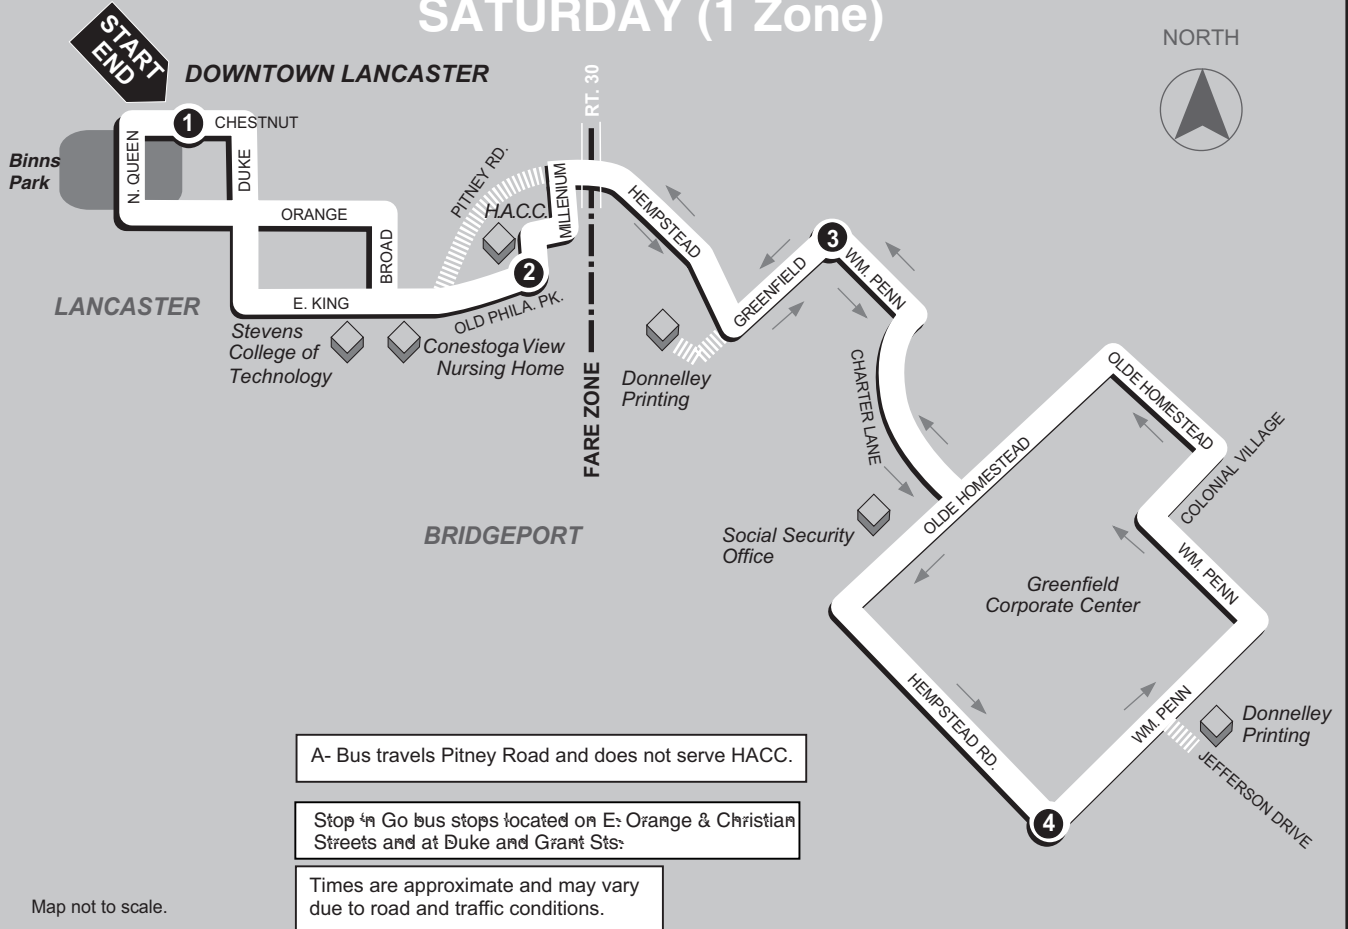 SATURDAY (1 Zone)
NORTH
START
END
DOWNTOWN LANCASTER
RT. 30
1
CHESTNUT
Binns
Park
N. QUEEN
DUKE
PITNEY RD.
MILLENIUM
H.A.C.C.
ORANGE
BROAD
HEMPSTEAD
2
3
GREENFIELD
WM. PENN
LANCASTER
E. KING
OLD PHILA. PK.
Stevens
College of
Technology
Conestoga View
Nursing Home
FARE ZONE
Donnelley
Printing
CHARTER LANE
OLDE HOMESTEAD
OLDE HOMESTEAD
COLONIAL VILLAGE
BRIDGEPORT
Social Security
Office
Greenfield
Corporate Center
WM. PENN
HEMPSTEAD RD.
WM. PENN
Donnelley
Printing
JEFFERSON DRIVE
4
A- Bus travels Pitney Road and does not serve HACC.
Stop 'n Go bus stops located on E. Orange & Christian
Streets and at Duke and Grant Sts.
Times are approximate and may vary
due to road and traffic conditions.
Map not to scale.